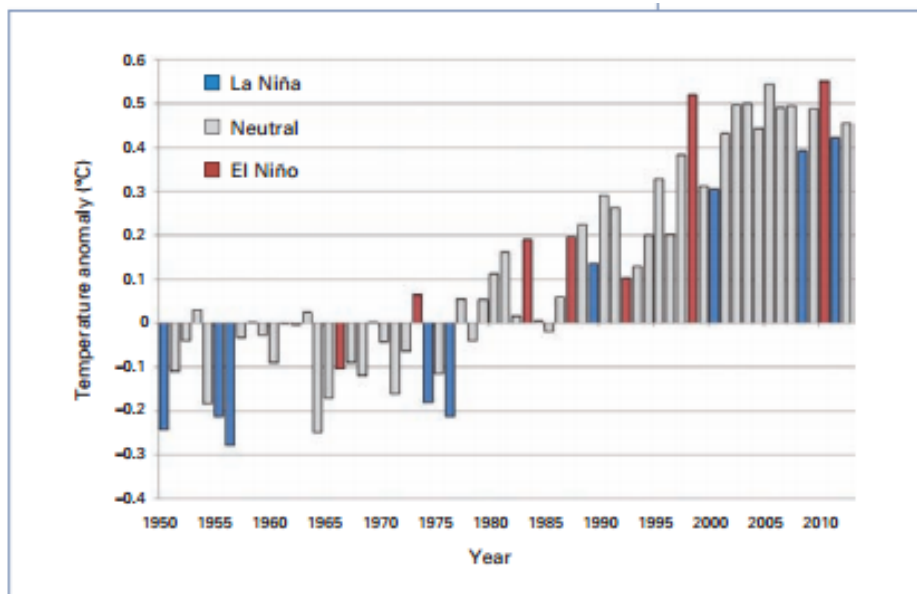 0.6
0.5
0.4
0.3
0.2
0.1
0
–0.1
–0.2
–0.3
–0.4
Temperature anomaly (°C)
La Niña
Neutral
El Niño
1950 1955 1960 1965 1970 1975 1980 1985 1990 1995 2000 2005 2010
Year